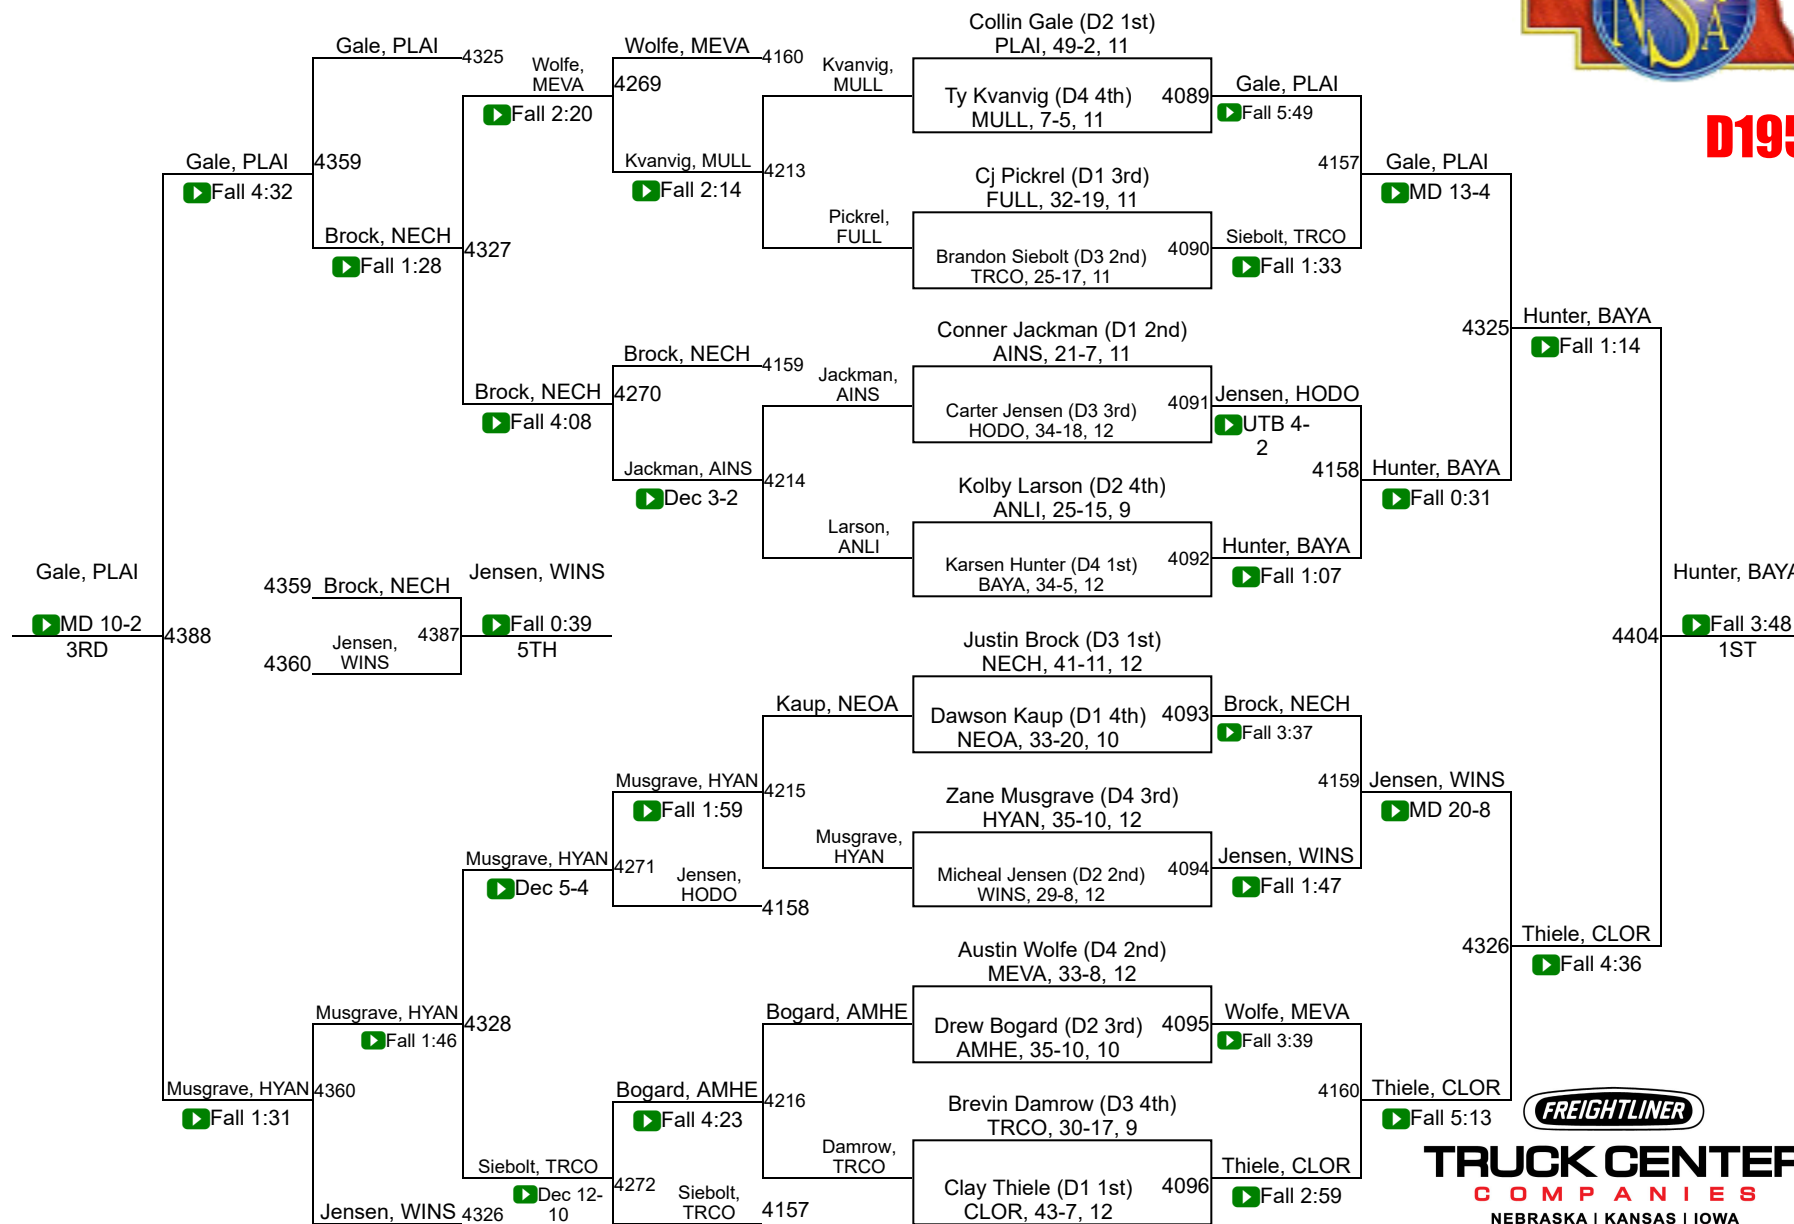 Collin Gale (D2 1st)
PLAI, 49-2, 11
Gale, PLAI
4325
Wolfe,
MEVA
Wolfe, MEVA
4160
Kvanvig,
MULL
4269
Fall 2:20
Ty Kvanvig (D4 4th)
MULL, 7-5, 11
4089
Gale, PLAI
Fall 5:49
D195
Gale, PLAI
4359
Fall 4:32
Kvanvig, MULL
4213
Fall 2:14
Cj Pickrel (D1 3rd)
FULL, 32-19, 11
4157
Gale, PLAI
MD 13-4
Brock, NECH
4327
Fall 1:28
Pickrel,
FULL
Brandon Siebolt (D3 2nd)
TRCO, 25-17, 11
4090
Siebolt, TRCO
Fall 1:33
Conner Jackman (D1 2nd)
AINS, 21-7, 11
4325
Hunter, BAYA
Fall 1:14
Brock, NECH
4159
Jackman,
AINS
Brock, NECH
4270
Fall 4:08
Carter Jensen (D3 3rd)
HODO, 34-18, 12
4091
Jensen, HODO
UTB 4-
2
Jackman, AINS
4214
Dec 3-2
Kolby Larson (D2 4th)
ANLI, 25-15, 9
4158
Hunter, BAYA
Fall 0:31
Larson,
ANLI
Karsen Hunter (D4 1st)
BAYA, 34-5, 12
4092
Hunter, BAYA
Fall 1:07
Gale, PLAI
MD 10-2
3RD
4388
4359
Brock, NECH
4360
Jensen,
WINS
4387
Jensen, WINS
Fall 0:39
5TH
4404
Hunter, BAYA
Fall 3:48
1ST
Justin Brock (D3 1st)
NECH, 41-11, 12
Kaup, NEOA
Dawson Kaup (D1 4th)
NEOA, 33-20, 10
4093
Brock, NECH
Fall 3:37
Musgrave, HYAN
4215
Fall 1:59
Zane Musgrave (D4 3rd)
HYAN, 35-10, 12
4159
Jensen, WINS
MD 20-8
Musgrave, HYAN
4271
Dec 5-4
Jensen,
HODO
4158
Musgrave,
HYAN
Micheal Jensen (D2 2nd)
WINS, 29-8, 12
4094
Jensen, WINS
Fall 1:47
Austin Wolfe (D4 2nd)
MEVA, 33-8, 12
4326
Thiele, CLOR
Fall 4:36
Musgrave, HYAN
4328
Fall 1:46
Bogard, AMHE
Drew Bogard (D2 3rd)
AMHE, 35-10, 10
4095
Wolfe, MEVA
Fall 3:39
Musgrave, HYAN
4360
Fall 1:31
Bogard, AMHE
4216
Fall 4:23
Brevin Damrow (D3 4th)
TRCO, 30-17, 9
4160
Thiele, CLOR
Fall 5:13
Siebolt, TRCO
4272
Dec 12-
10
Siebolt,
TRCO
4157
Damrow,
TRCO
Clay Thiele (D1 1st)
CLOR, 43-7, 12
4096
Thiele, CLOR
Fall 2:59
Jensen, WINS
4326
FREIGHTLINER
TRUCK CENTER
COMPANIES
NEBRASKA | KANSAS | IOWA
NSA